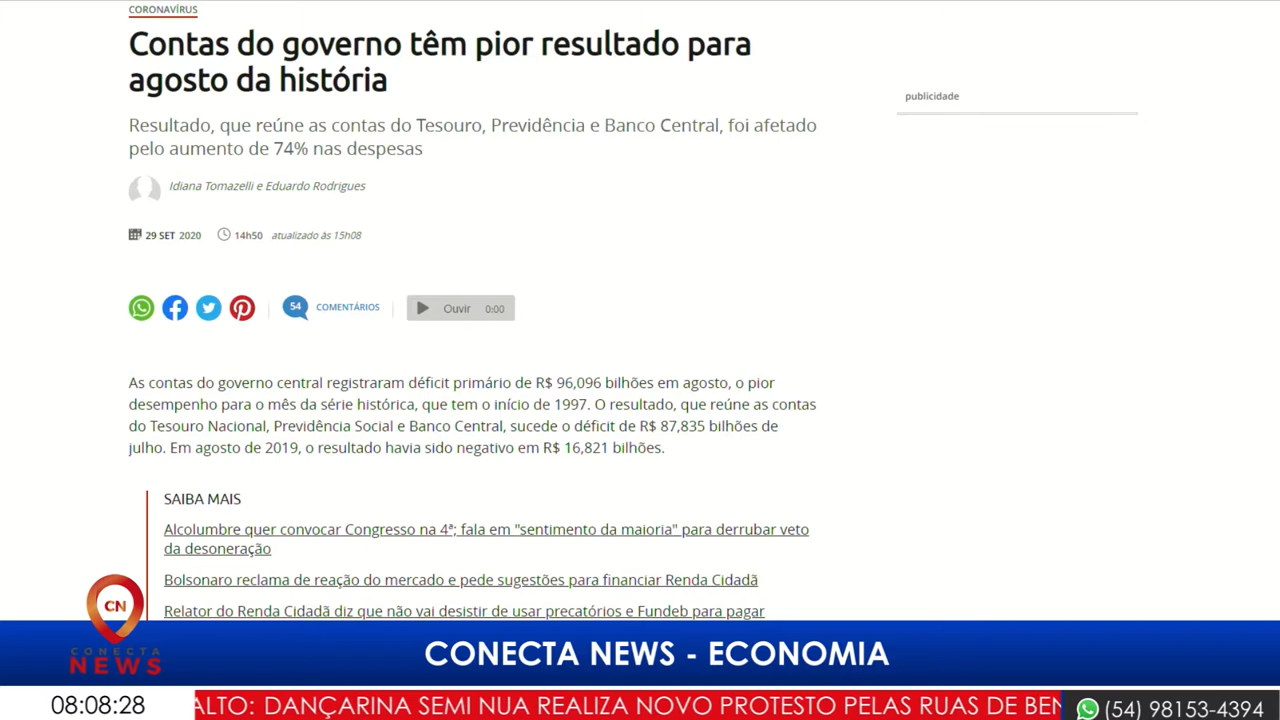 CORONAVÍRUS
Contas do governo têm pior resultado para
agosto da história
publicidade
Resultado, que reúne as contas do Tesouro, Previdência e Banco Central, foi afetado
pelo aumento de 74% nas despesas
Idiana Tomazelli e Eduardo Rodrigues
29 SET 2020 14h50 atualizado às 15h08
54 COMENTÁRIOS Ouvir 0:00
As contas do governo central registraram déficit primário de R$ 96,096 bilhões em agosto, o pior
desempenho para o mês da série histórica, que tem o início de 1997. O resultado, que reúne as contas
do Tesouro Nacional, Previdência Social e Banco Central, sucede o déficit de R$ 87,835 bilhões de
julho. Em agosto de 2019, o resultado havia sido negativo em R$ 16,821 bilhões.
SAIBA MAIS
Alcolumbre quer convocar Congresso na 4ª; fala em "sentimento da maioria" para derrubar veto
da desoneração
Bolsonaro reclama de reação do mercado e pede sugestões para financiar Renda Cidadã
Relator do Renda Cidadã diz que não vai desistir de usar precatórios e Fundeb para pagar
CN
CONECTA
NEWS
CONECTA NEWS - ECONOMIA
08:08:28
ALTO: DANÇARINA SEMI NUA REALIZA NOVO PROTESTO PELAS RUAS DE BEN
(54) 98153-4394